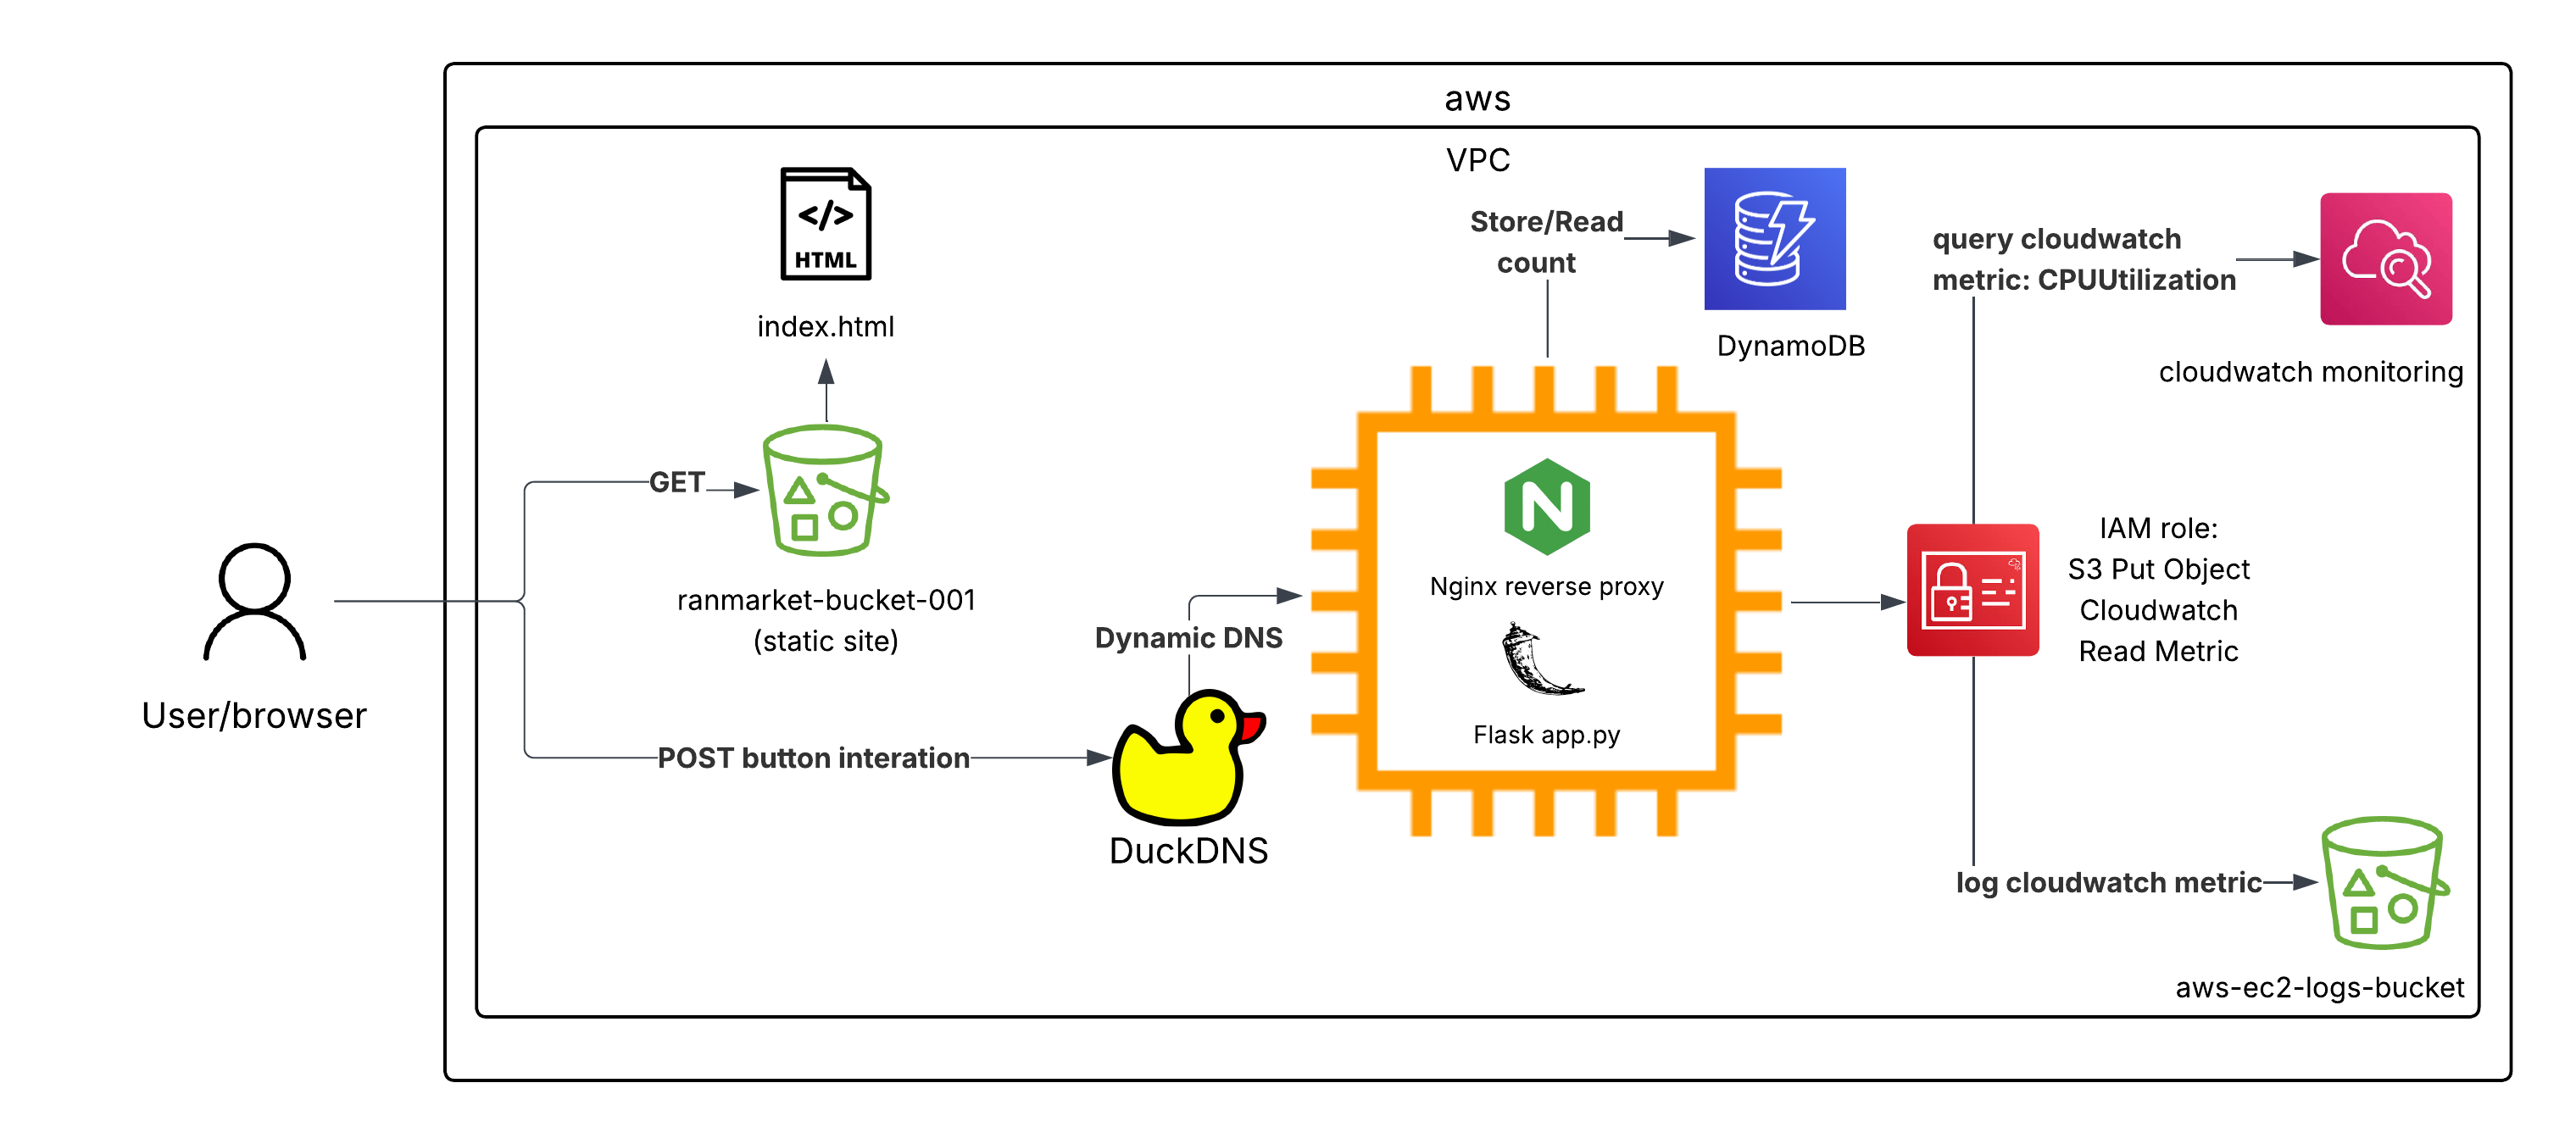 aws
VPC
</>
HTML
index.html
GET
ranmarket-bucket-001
(static site)
User/browser
POST button interation
Dynamic DNS
DuckDNS
Store/Read
count
DynamoDB
N
Nginx reverse proxy
Flask app.py
query cloudwatch
metric: CPUUtilization
cloudwatch monitoring
IAM role:
S3 Put Object
Cloudwatch
Read Metric
log cloudwatch metric
aws-ec2-logs-bucket